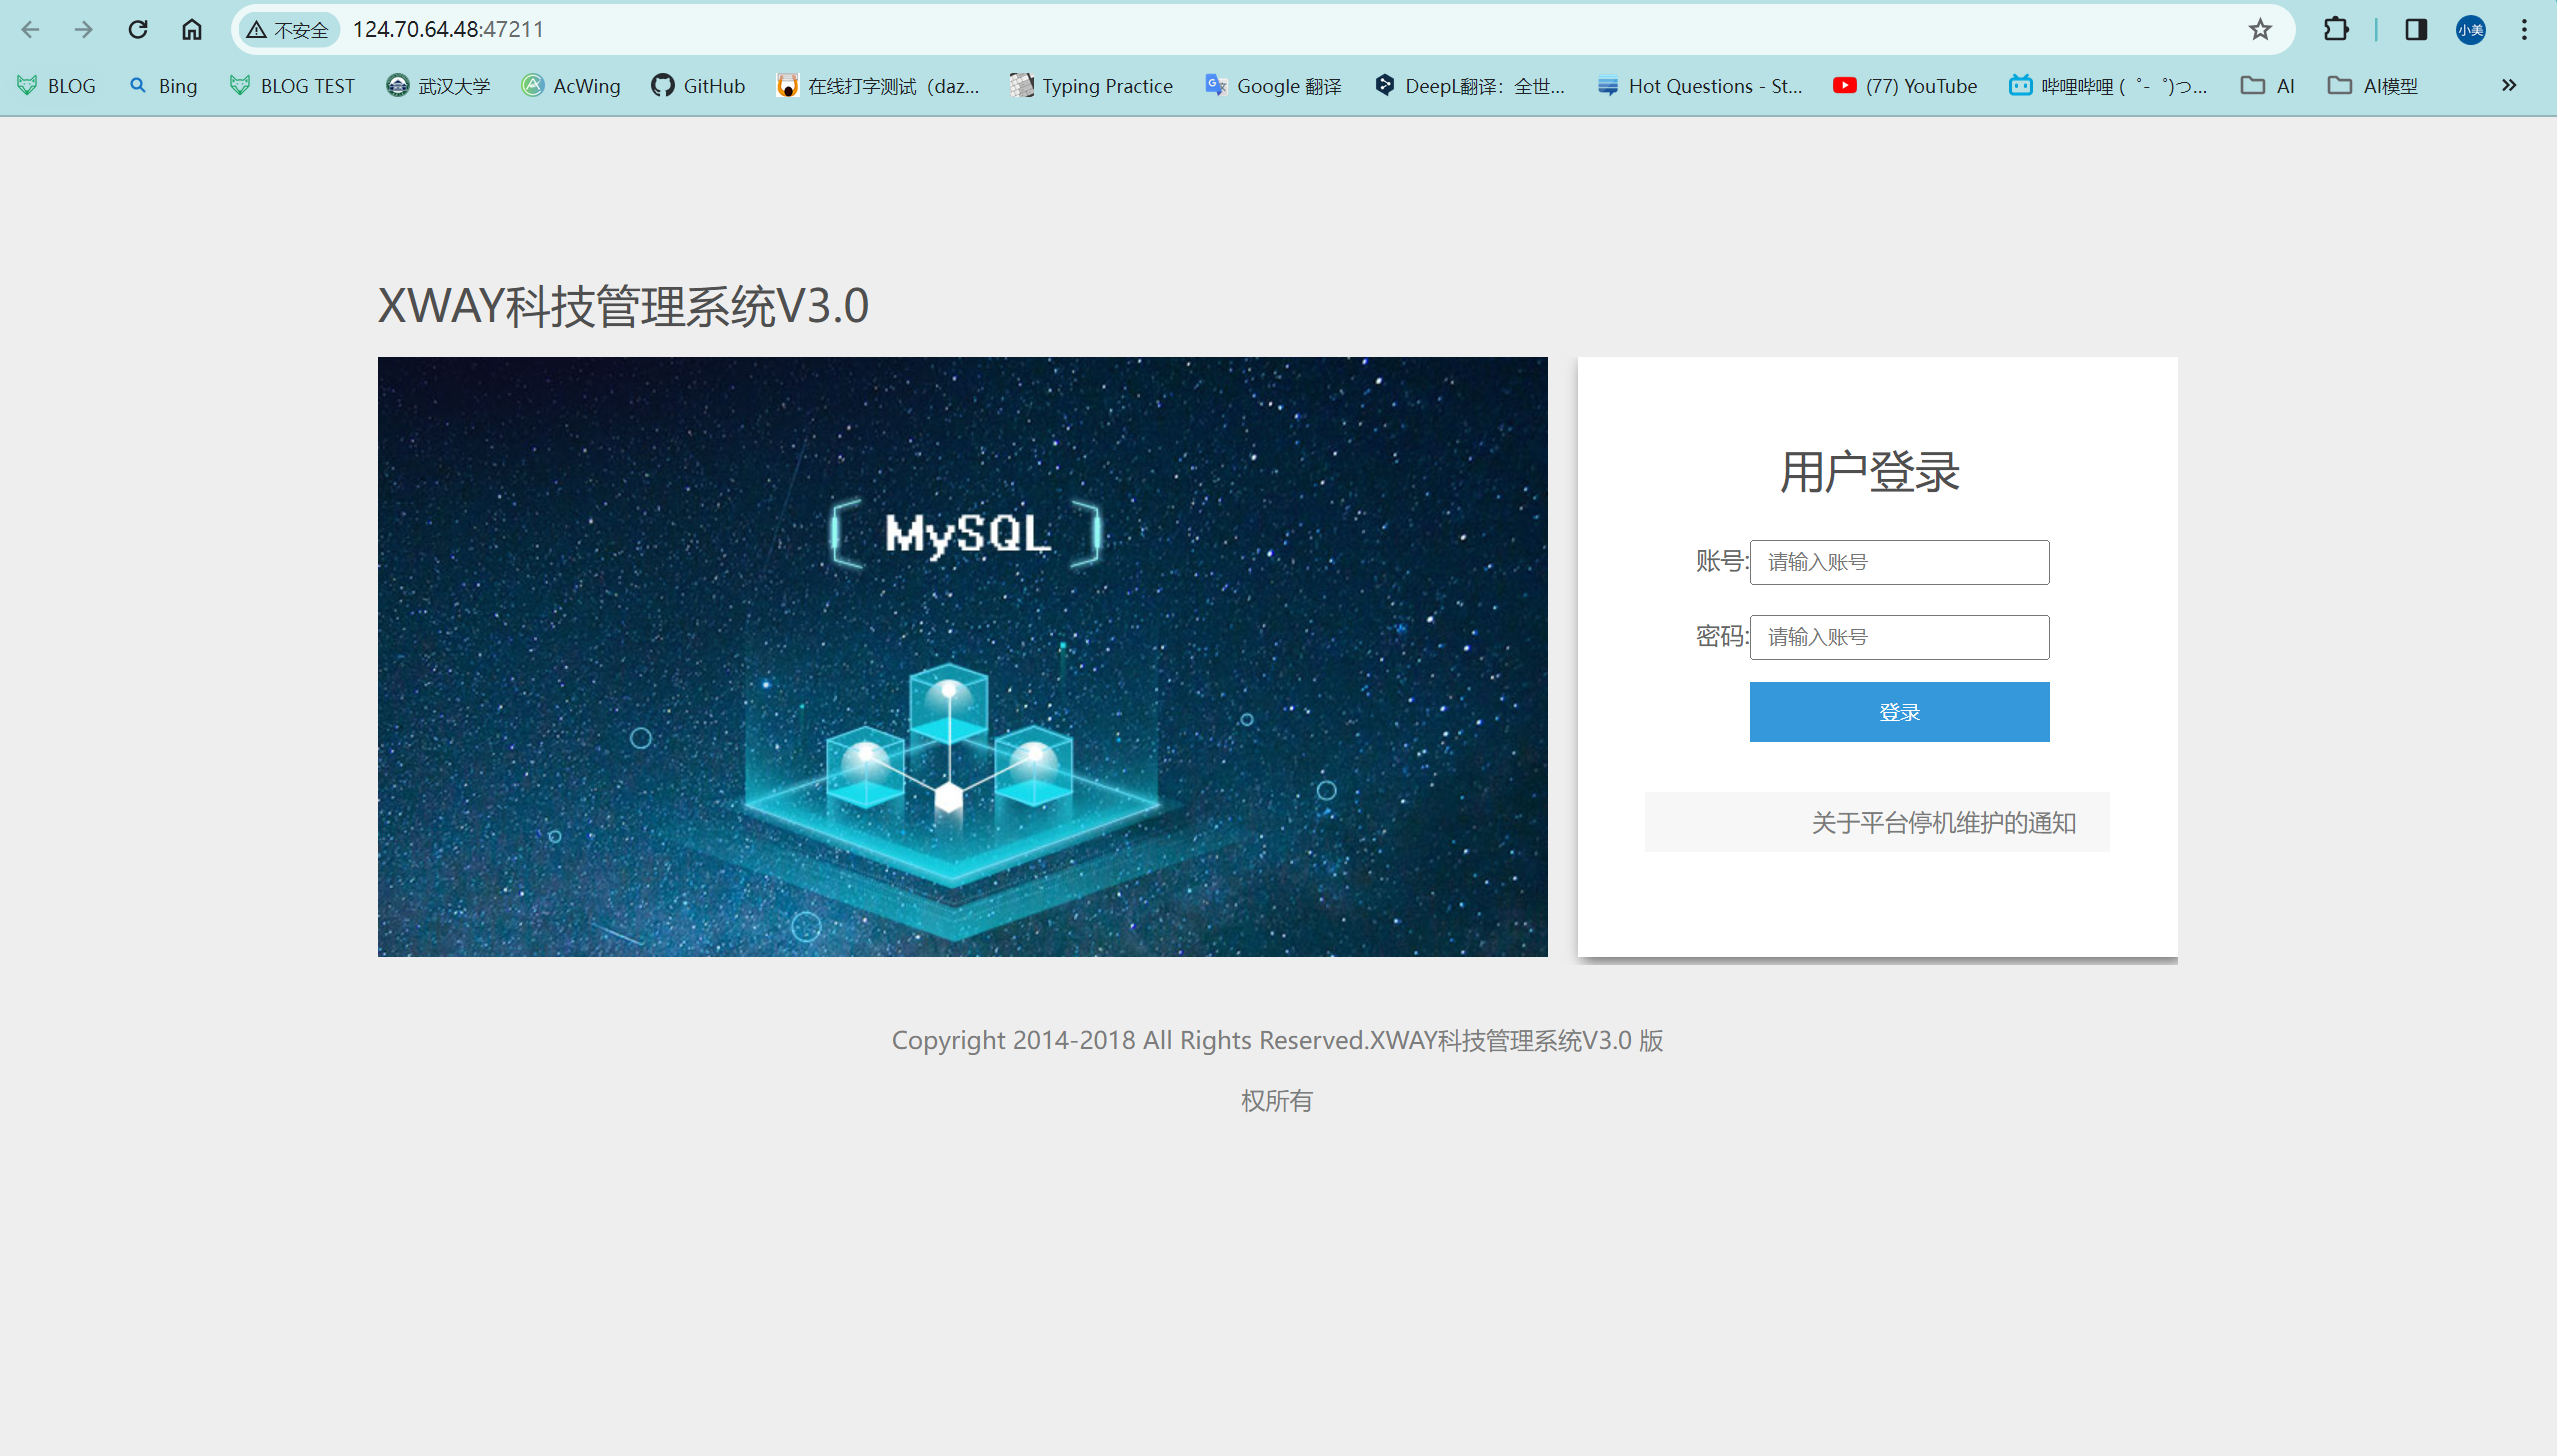 不安全 124.70.64.48:47211
小美
BLOG Bing BLOG TEST 武汉大学 AcWing GitHub 在线打字测试（daz... Typing Practice Google 翻译 DeepL翻译：全世... Hot Questions - St... (77) YouTube 哔哩哔哩 ( ゜- ゜)つ... AI AI模型
XWAY科技管理系统V3.0
MySQL
用户登录
账号: 请输入账号
密码: 请输入账号
登录
关于平台停机维护的通知
Copyright 2014-2018 All Rights Reserved.XWAY科技管理系统V3.0 版
权所有